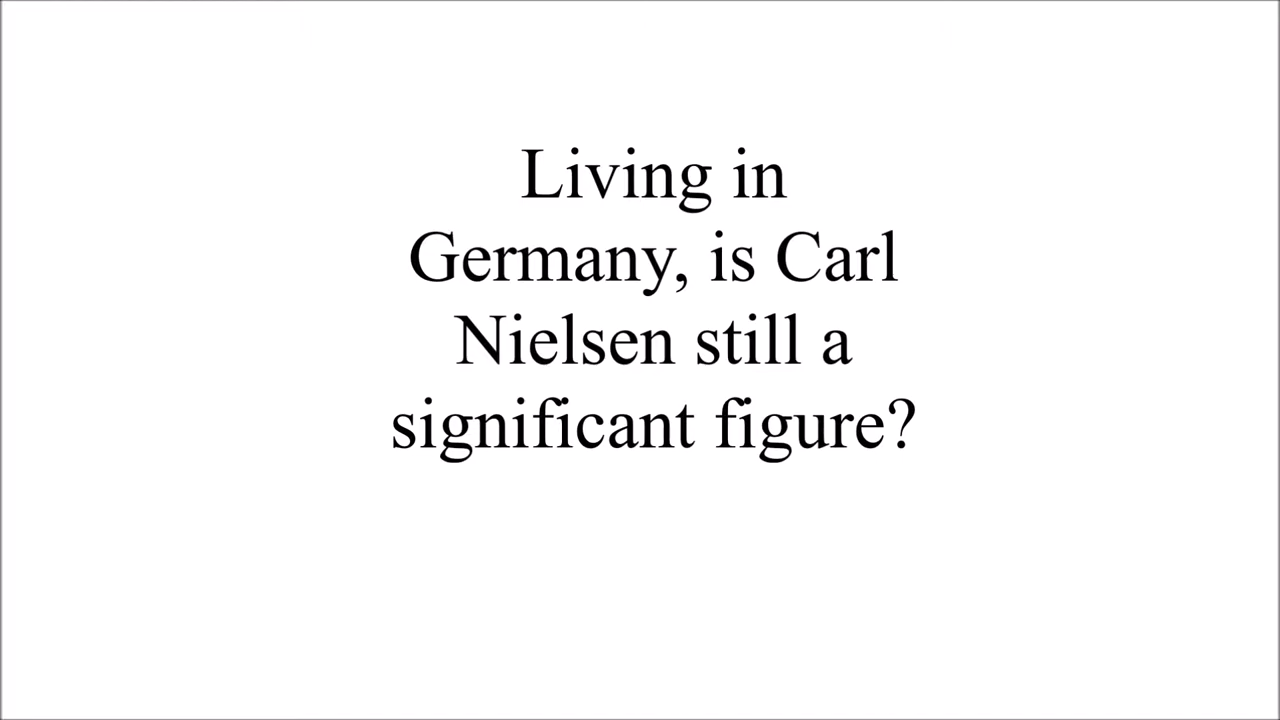 Living in
Germany, is Carl
Nielsen still a
significant figure?